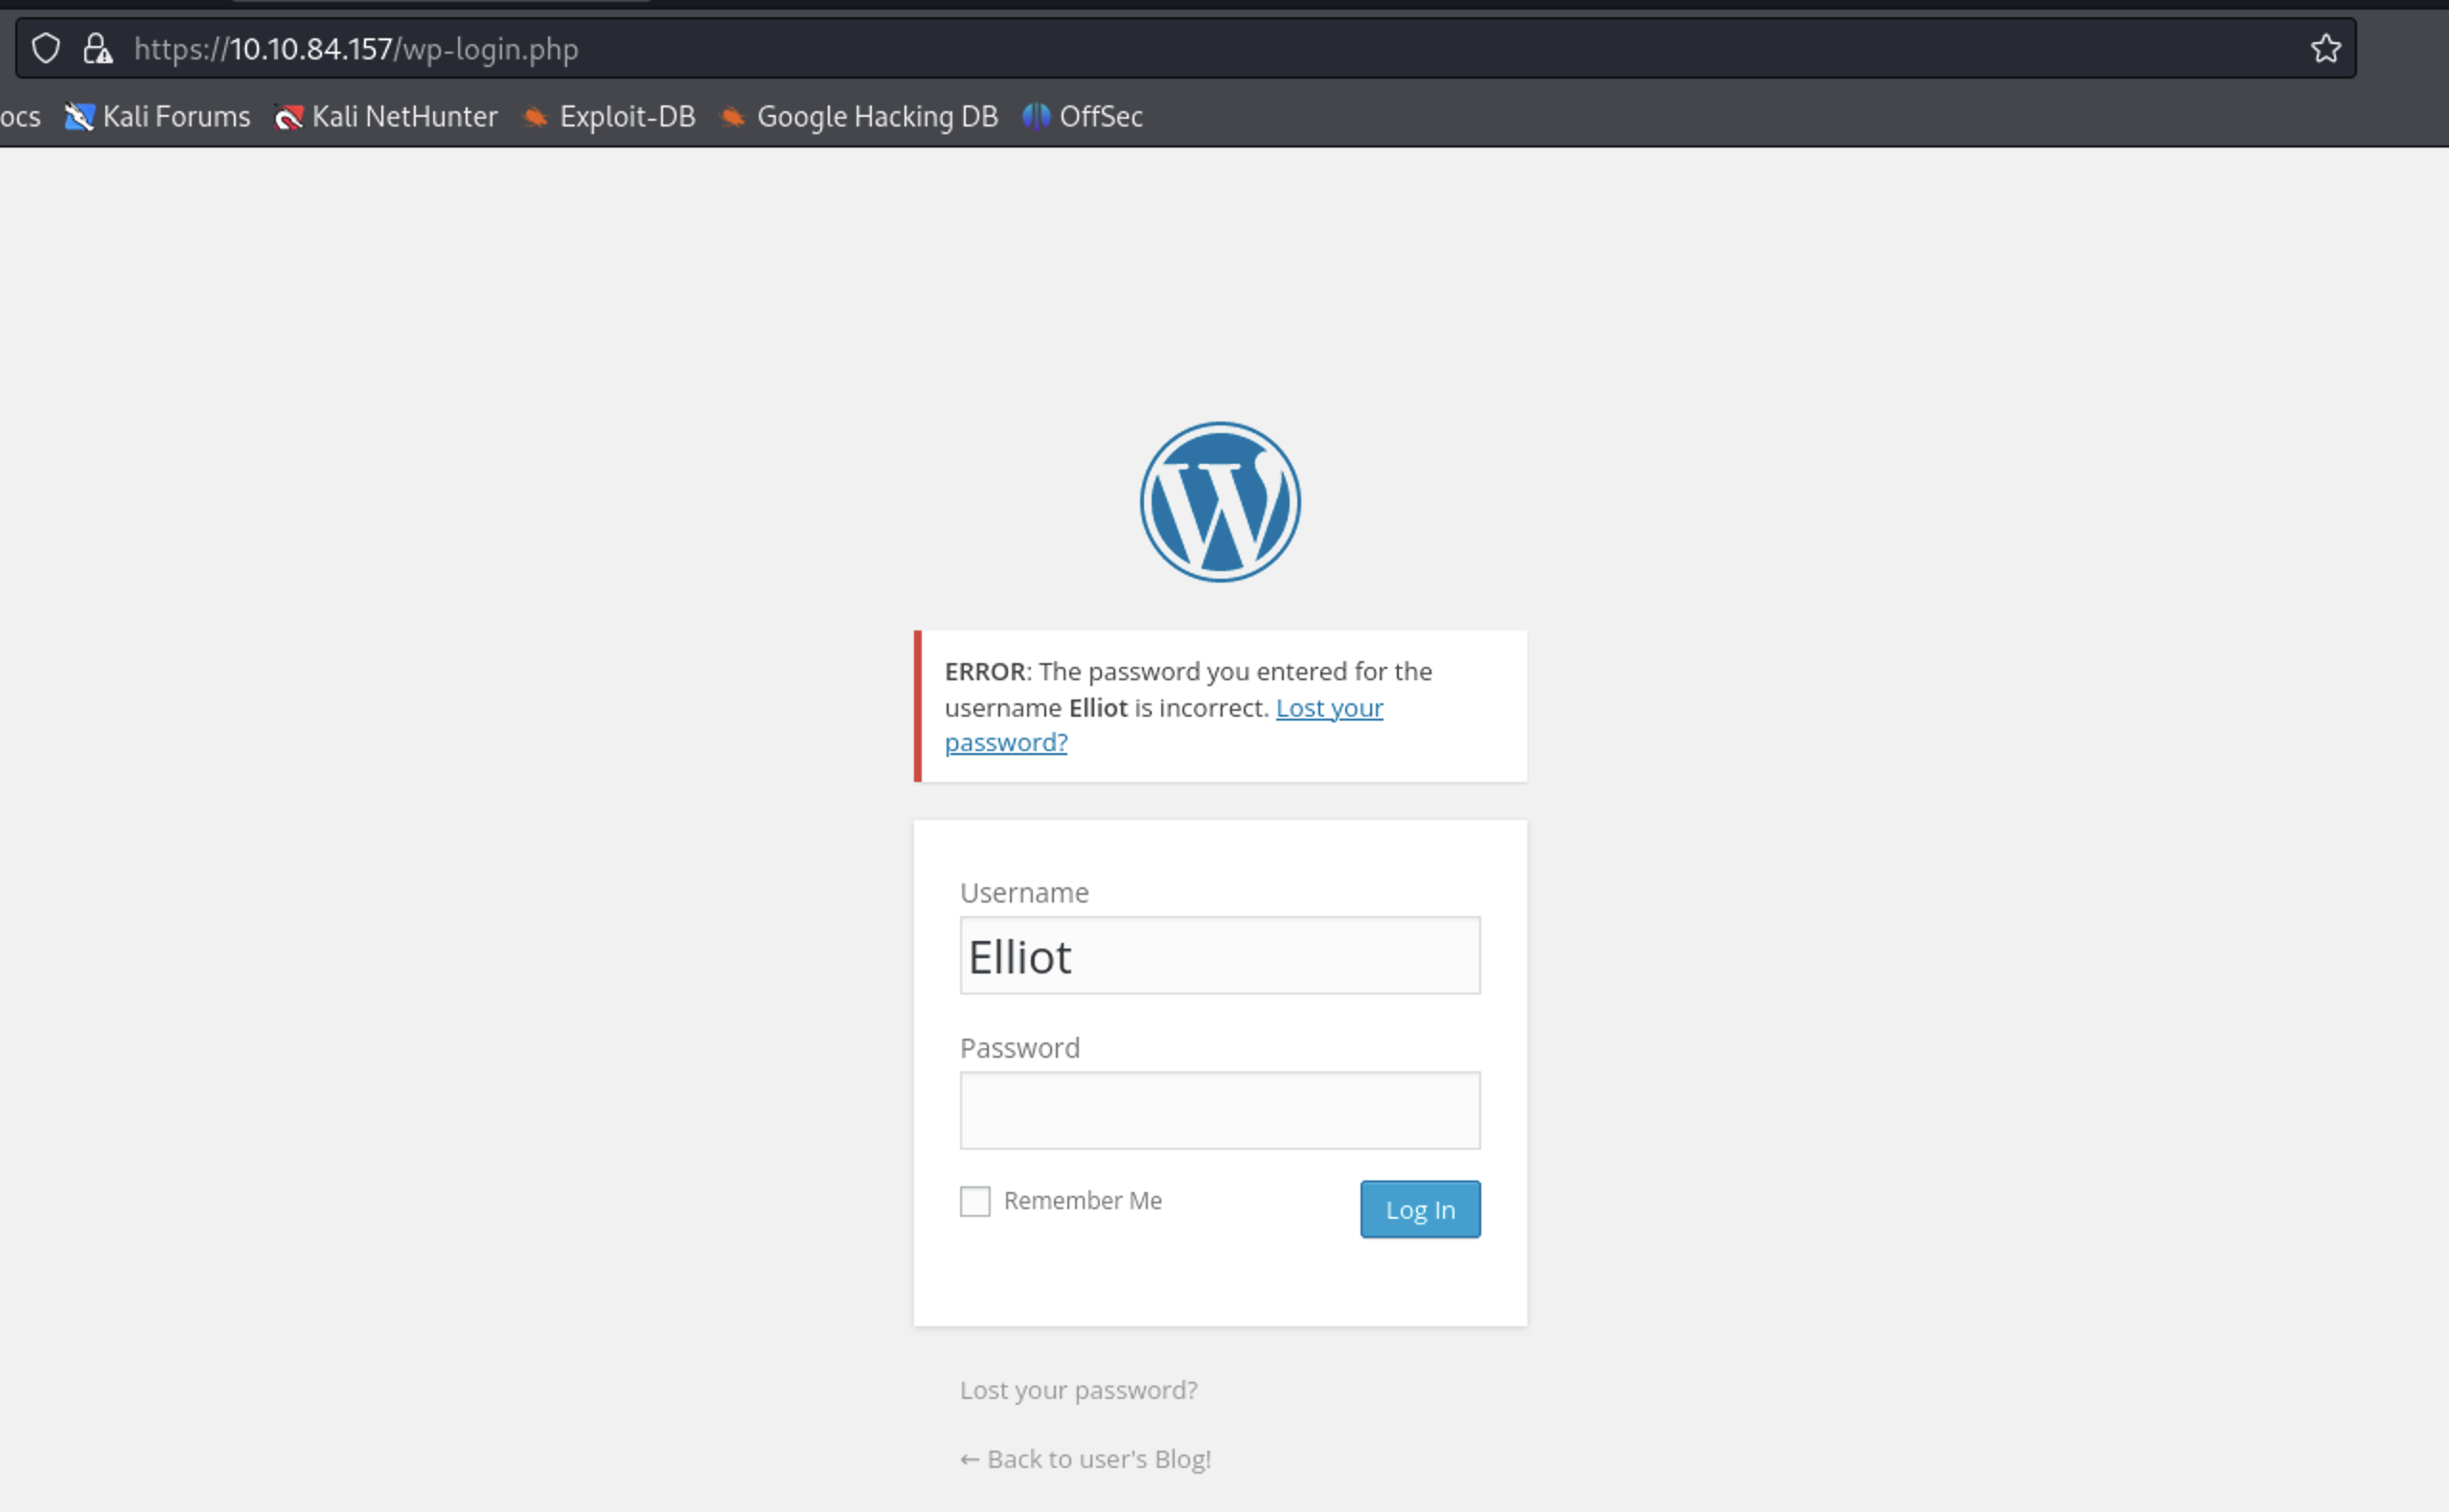 https://10.10.84.157/wp-login.php
ocs Kali Forums Kali NetHunter Exploit-DB Google Hacking DB OffSec
ERROR: The password you entered for the
username Elliot is incorrect. Lost your
password?
Username
Elliot
Password
Remember Me
Log In
Lost your password?
← Back to user's Blog!